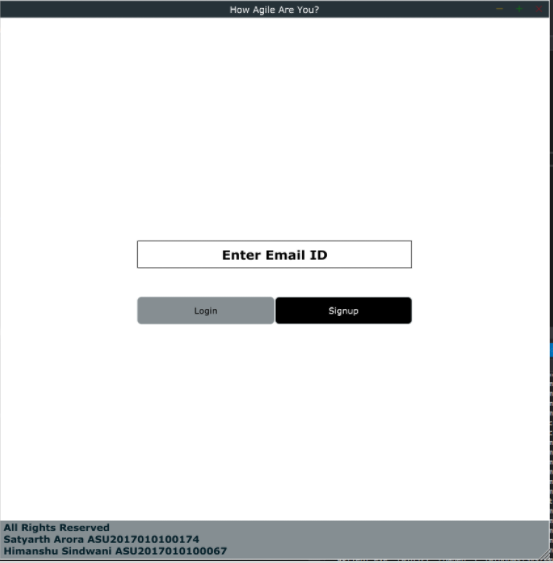 How Agile Are You?
Enter Email ID
Login Signup
All Rights Reserved
Satyarth Arora ASU2017010100174
Himanshu Sindwani ASU2017010100067